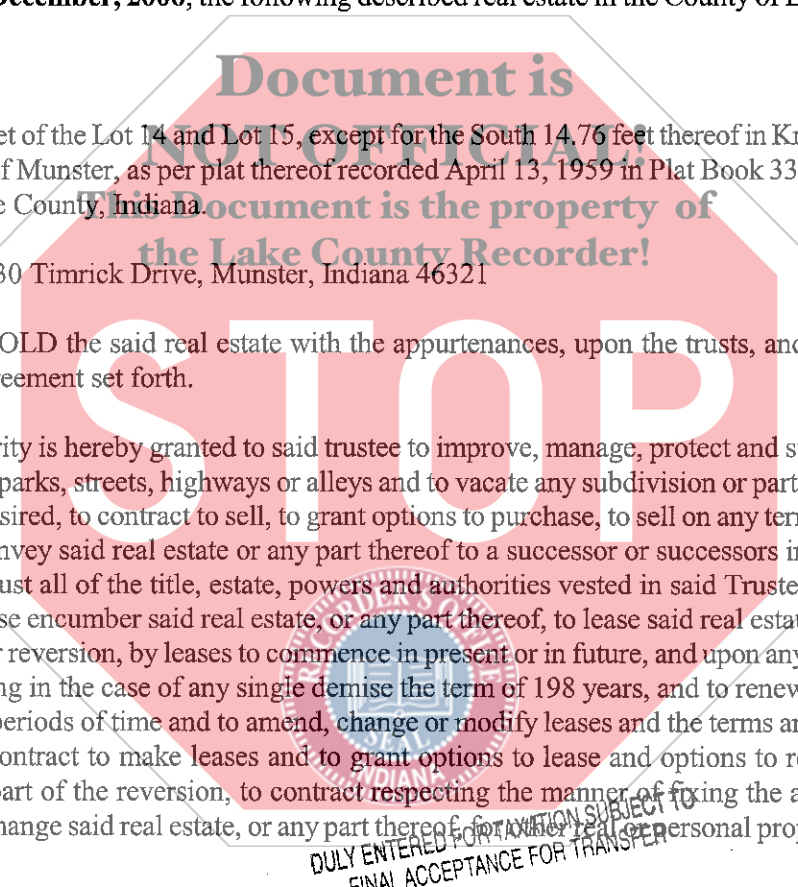 December, 2000, the following described real estate in the County of L
Document is
NOT OFFICIAL!
This Document is the property of
the Lake County Recorder!
et of the Lot 14 and Lot 15, except for the South 14.76 feet thereof in Kn
f Munster, as per plat thereof recorded April 13, 1959 in Plat Book 33
e County, Indiana.
30 Timrick Drive, Munster, Indiana 46321
STOP
OLD the said real estate with the appurtenances, upon the trusts, and
reement set forth.
rity is hereby granted to said trustee to improve, manage, protect and s
parks, streets, highways or alleys and to vacate any subdivision or part
sired, to contract to sell, to grant options to purchase, to sell on any ter
nvey said real estate or any part thereof to a successor or successors i
ust all of the title, estate, powers and authorities vested in said Truste
se encumber said real estate, or any part thereof, to lease said real estat
r reversion, by leases to commence in present or in future, and upon any
ng in the case of any single demise the term of 198 years, and to renew
periods of time and to amend, change or modify leases and the terms an
ontract to make leases and to grant options to lease and options to r
art of the reversion, to contract respecting the manner of fixing the a
hange said real estate, or any part thereof, for other real or personal prop
RECORDER'S OFFICE
SEAL
INDIANA
DULY ENTERED FOR TAXATION SUBJECT TO
FINAL ACCEPTANCE FOR TRANSFER